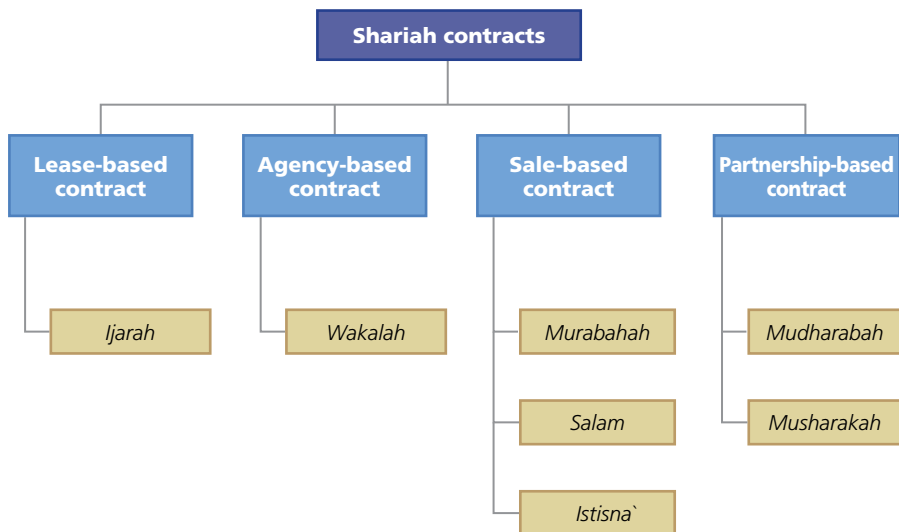 Shariah contracts
Lease-based
contract
Agency-based
contract
Sale-based
contract
Partnership-based
contract
Ijarah
Wakalah
Murabahah
Mudharabah
Salam
Musharakah
Istisna`